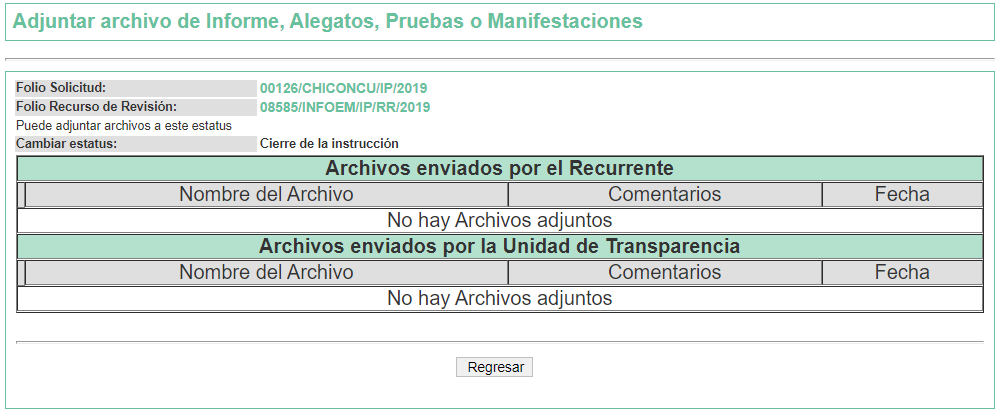 Adjuntar archivo de Informe, Alegatos, Pruebas o Manifestaciones
Folio Solicitud: 00126/CHICONCU/IP/2019
Folio Recurso de Revisión: 08585/INFOEM/IP/RR/2019
Puede adjuntar archivos a este estatus
Cambiar estatus: Cierre de la instrucción
Archivos enviados por el Recurrente
Nombre del Archivo Comentarios Fecha
No hay Archivos adjuntos
Archivos enviados por la Unidad de Transparencia
Nombre del Archivo Comentarios Fecha
No hay Archivos adjuntos
Regresar